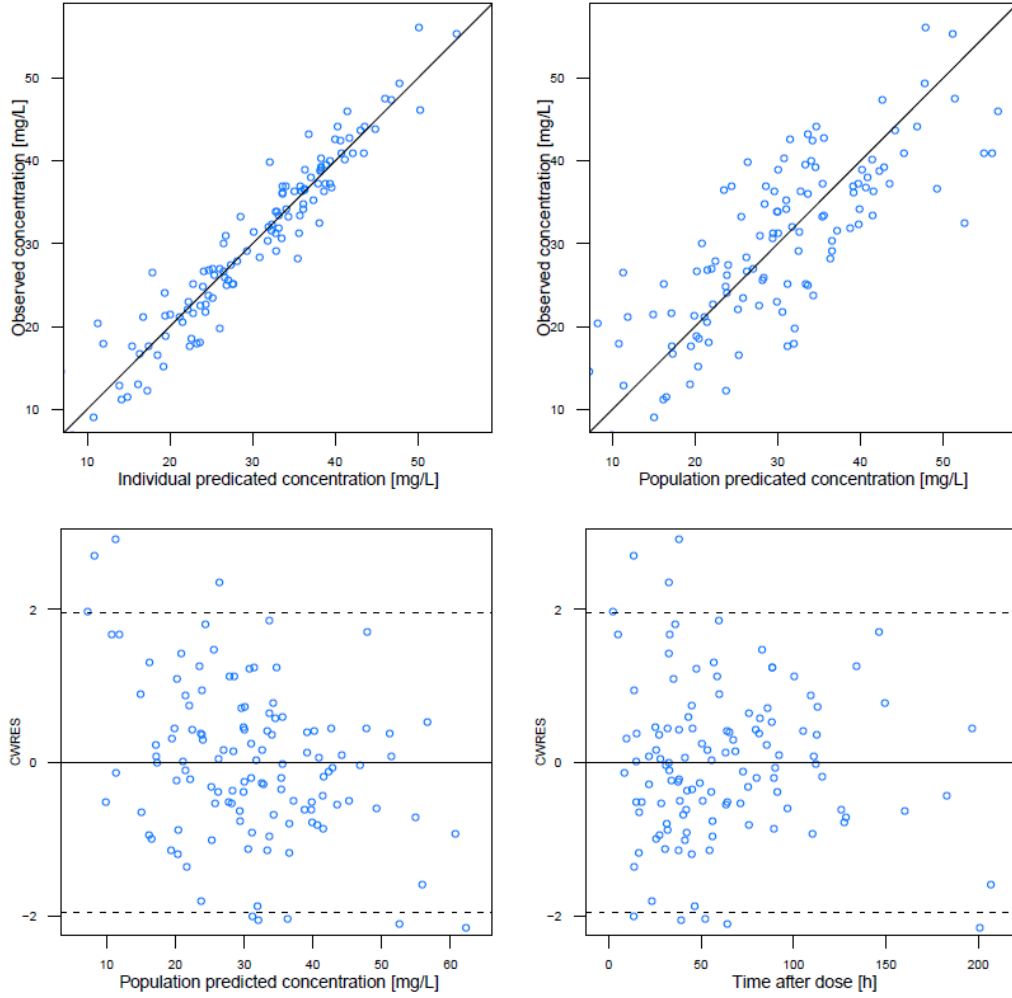 Observed concentration [mg/L]
50
40
30
20
10
10 20 30 40 50
Individual predicated concentration [mg/L]
Observed concentration [mg/L]
50
40
30
20
10
10 20 30 40 50
Population predicated concentration [mg/L]
CWRES
2
0
−2
10 20 30 40 50 60
Population predicted concentration [mg/L]
CWRES
2
0
−2
0 50 100 150 200
Time after dose [h]